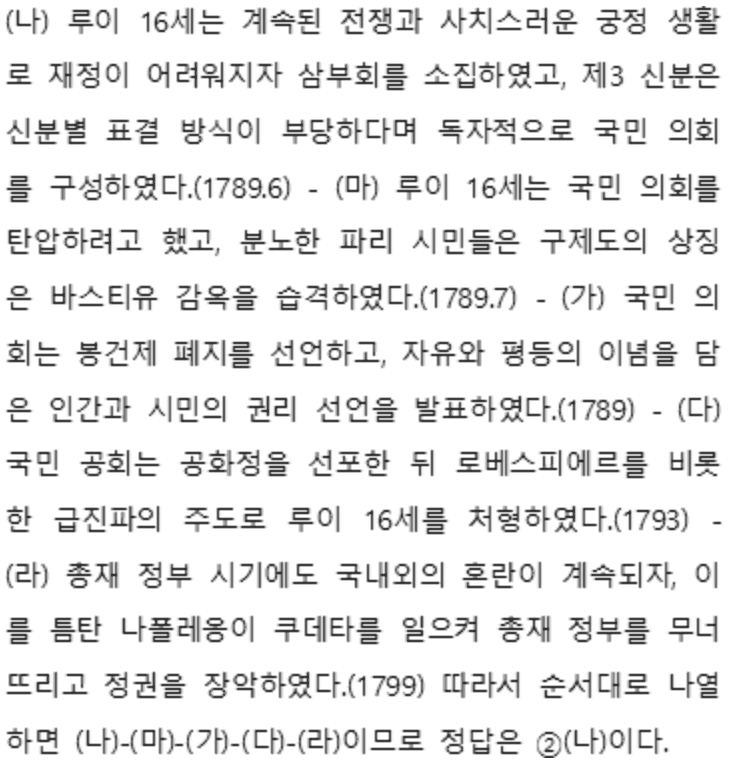 (나) 루이 16세는 계속된 전쟁과 사치스러운 궁정 생활
로 재정이 어려워지자 삼부회를 소집하였고, 제3 신분은
신분별 표결 방식이 부당하다며 독자적으로 국민 의회
를 구성하였다.(1789.6) - (마) 루이 16세는 국민 의회를
탄압하려고 했고, 분노한 파리 시민들은 구제도의 상징
은 바스티유 감옥을 습격하였다.(1789.7) - (가) 국민 의
회는 봉건제 폐지를 선언하고, 자유와 평등의 이념을 담
은 인간과 시민의 권리 선언을 발표하였다.(1789) - (다)
국민 공회는 공화정을 선포한 뒤 로베스피에르를 비롯
한 급진파의 주도로 루이 16세를 처형하였다.(1793) -
(라) 총재 정부 시기에도 국내외의 혼란이 계속되자, 이
를 틈탄 나폴레옹이 쿠데타를 일으켜 총재 정부를 무너
뜨리고 정권을 장악하였다.(1799) 따라서 순서대로 나열
하면 (나)-(마)-(가)-(다)-(라)이므로 정답은 ②(나)이다.